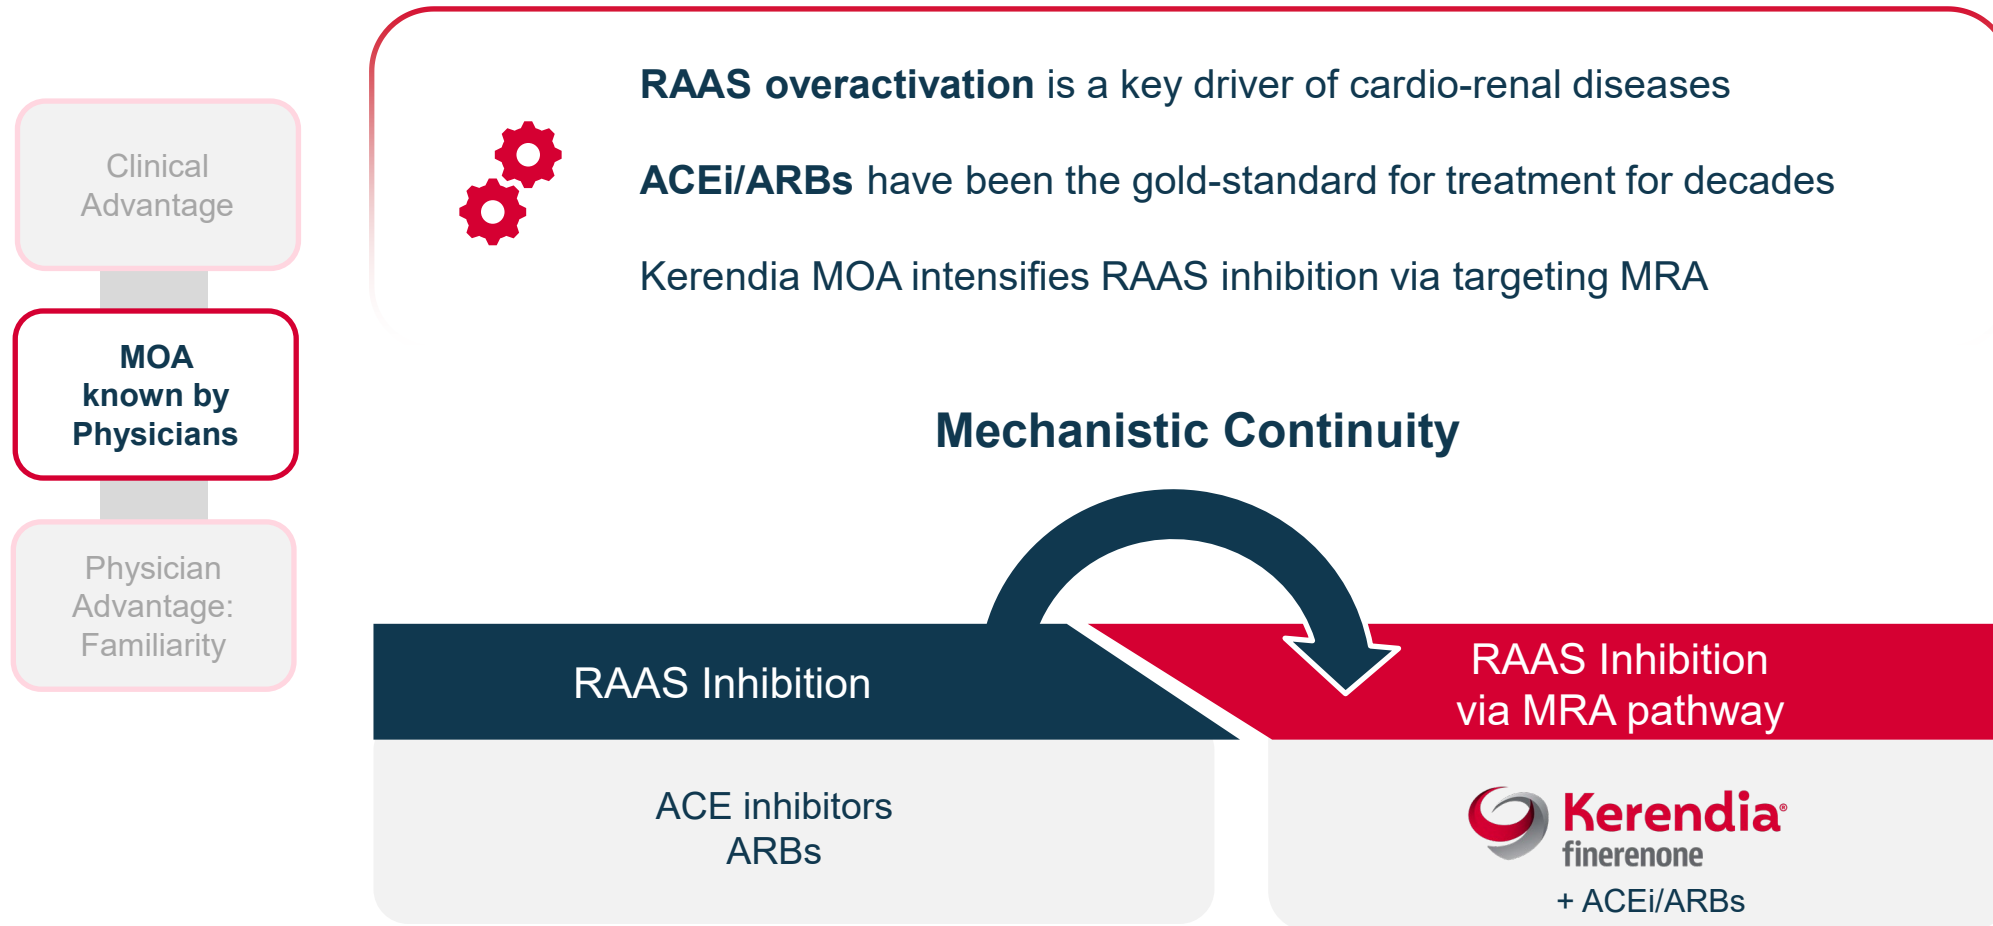 Clinical
Advantage
MOA
known by
Physicians
Physician
Advantage:
Familiarity
RAAS overactivation is a key driver of cardio-renal diseases
ACEi/ARBs have been the gold-standard for treatment for decades
Kerendia MOA intensifies RAAS inhibition via targeting MRA
Mechanistic Continuity
RAAS Inhibition
ACE inhibitors
ARBs
RAAS Inhibition
via MRA pathway
Kerendia®
finerenone
+ ACEi/ARBs